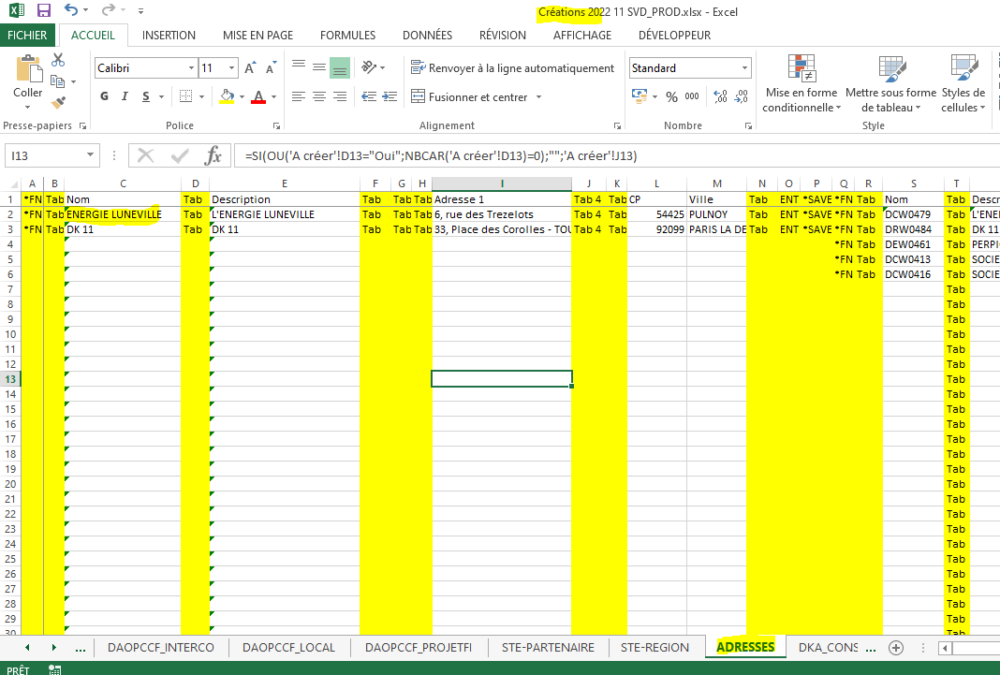 Créations 2022 11 SVD_PROD.xlsx - Excel
FICHIER ACCUEIL INSERTION MISE EN PAGE FORMULES DONNÉES RÉVISION AFFICHAGE DÉVELOPPEUR
Calibri 11 Renvoyer à la ligne automatiquement Standard
Coller G I S Fusionner et centrer % 000 Mise en forme conditionnelle Mettre sous forme de tableau Styles de cellules
Presse-papiers Police Alignement Nombre Style
I13 fx =SI(OU('A créer'!D13="Oui";NBCAR('A créer'!D13)=0);"";'A créer'!J13)
A B C D E F G H I J K L M N O P Q R S T
1 *FN Tab Nom Tab Description Tab Tab Tab Adresse 1 Tab 4 Tab CP Ville Tab ENT *SAVE *FN Tab Nom Tab Descr
2 *FN Tab ENERGIE LUNEVILLE Tab L'ENERGIE LUNEVILLE Tab Tab Tab 6, rue des Trezelots Tab 4 Tab 54425 PULNOY Tab ENT *SAVE *FN Tab DCW0479 Tab L'ENE
3 *FN Tab DK 11 Tab DK 11 Tab Tab Tab 33, Place des Corolles - TOU Tab 4 Tab 92099 PARIS LA DE Tab ENT *SAVE *FN Tab DRW0484 Tab DK 11
4 *FN Tab DEW0461 Tab PERPI
5 *FN Tab DCW0413 Tab SOCIE
6 *FN Tab DCW0416 Tab SOCIE
7 Tab
8 Tab
9 Tab
10 Tab
11 Tab
12 Tab
13 Tab
14 Tab
15 Tab
16 Tab
17 Tab
18 Tab
19 Tab
20 Tab
21 Tab
22 Tab
23 Tab
24 Tab
25 Tab
26 Tab
27 Tab
28 Tab
29 Tab
30 Tab
... DAOPCCF_INTERCO DAOPCCF_LOCAL DAOPCCF_PROJETFI STE-PARTENAIRE STE-REGION ADRESSES DKA_CONS ...
PRÊT